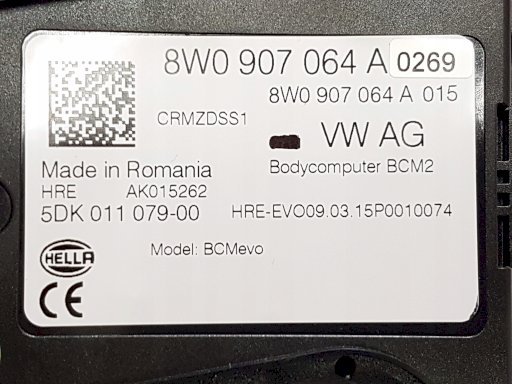 8W0 907 064 A 0269
8W0 907 064 A 015
CRMZDSS1
VW AG
Made in Romania
Bodycomputer BCM2
HRE AK015262
5DK 011 079-00
HRE-EVO09.03.15P0010074
Model: BCMevo
HELLA
CE